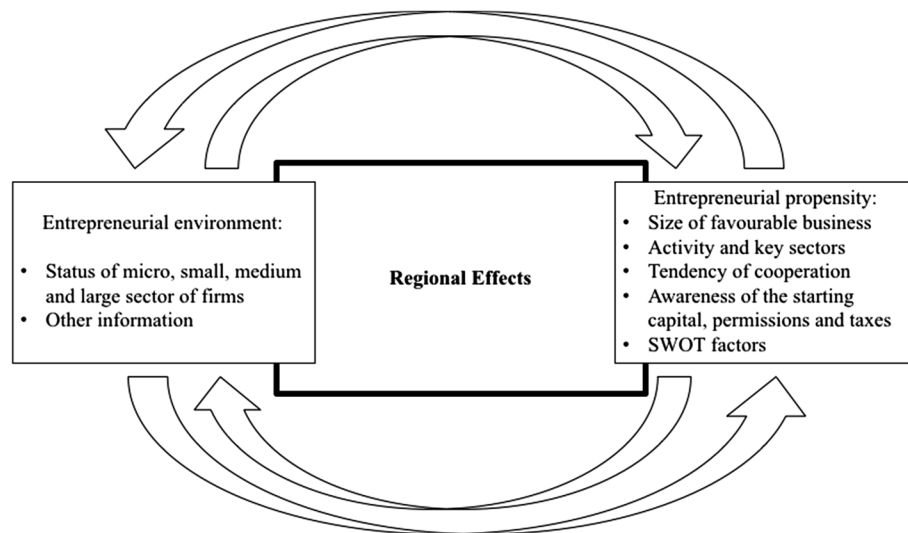 Entrepreneurial environment:
• Status of micro, small, medium
and large sector of firms
• Other information
Regional Effects
Entrepreneurial propensity:
• Size of favourable business
• Activity and key sectors
• Tendency of cooperation
• Awareness of the starting
capital, permissions and taxes
• SWOT factors